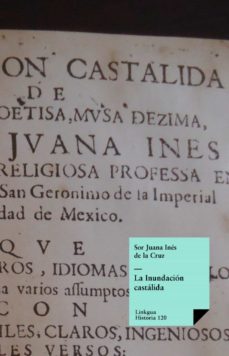 ON CASTALIDA
DE
OETISA, MVSA DEZIMA,
JVANA INES
RELIGIOSA PROFESSA EN
San Geronimo de la Imperial
dad de Mexico.
QVE
ROS, IDIOMAS
a varios assumptos
CON
ILES, CLAROS, INGENIOSOS
LES VERSOS:
Sor Juana Inés
de la Cruz
—
La Inundación
castálida
Linkgua
Historia 120